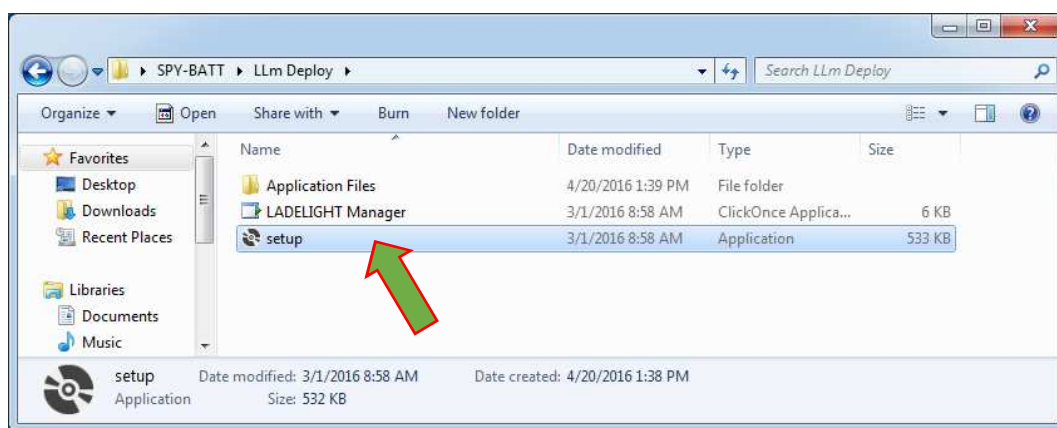 SPY-BATT LLm Deploy Search LLm Deploy
Organize Open Share with Burn New folder
Name Date modified Type Size
Favorites
Desktop
Downloads
Recent Places
Libraries
Documents
Music
Application Files 4/20/2016 1:39 PM File folder
LADELIGHT Manager 3/1/2016 8:58 AM ClickOnce Applica... 6 KB
setup 3/1/2016 8:58 AM Application 533 KB
setup Date modified: 3/1/2016 8:58 AM Date created: 4/20/2016 1:38 PM
Application Size: 532 KB